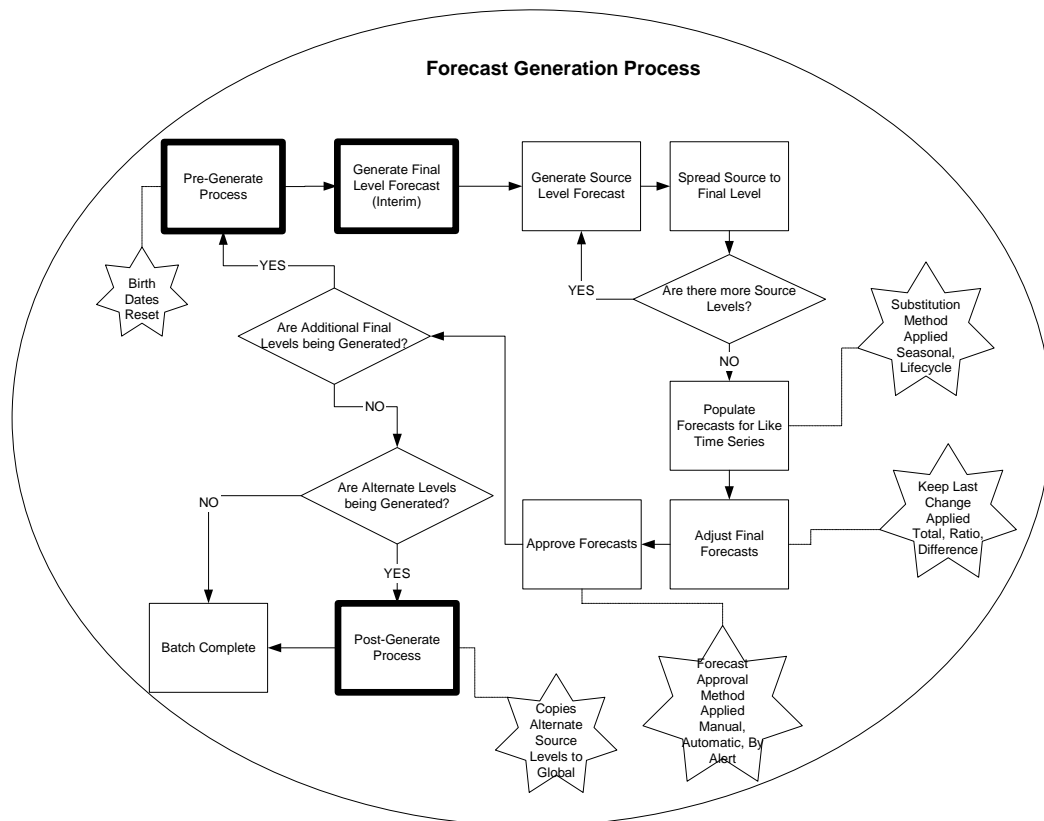 Forecast Generation Process
Pre-Generate
Process
Generate Final
Level Forecast
(Interim)
Generate Source
Level Forecast
Spread Source to
Final Level
YES
YES
Birth
Dates
Reset
Are there more Source
Levels?
Substitution
Method
Applied
Seasonal,
Lifecycle
Are Additional Final
Levels being Generated?
NO
NO
Populate
Forecasts for Like
Time Series
Are Alternate Levels
being Generated?
NO
Keep Last
Change
Applied
Total, Ratio,
Difference
Approve Forecasts
Adjust Final
Forecasts
YES
Batch Complete
Post-Generate
Process
Forecast
Approval
Method
Applied
Manual,
Automatic, By
Alert
Copies
Alternate
Source
Levels to
Global